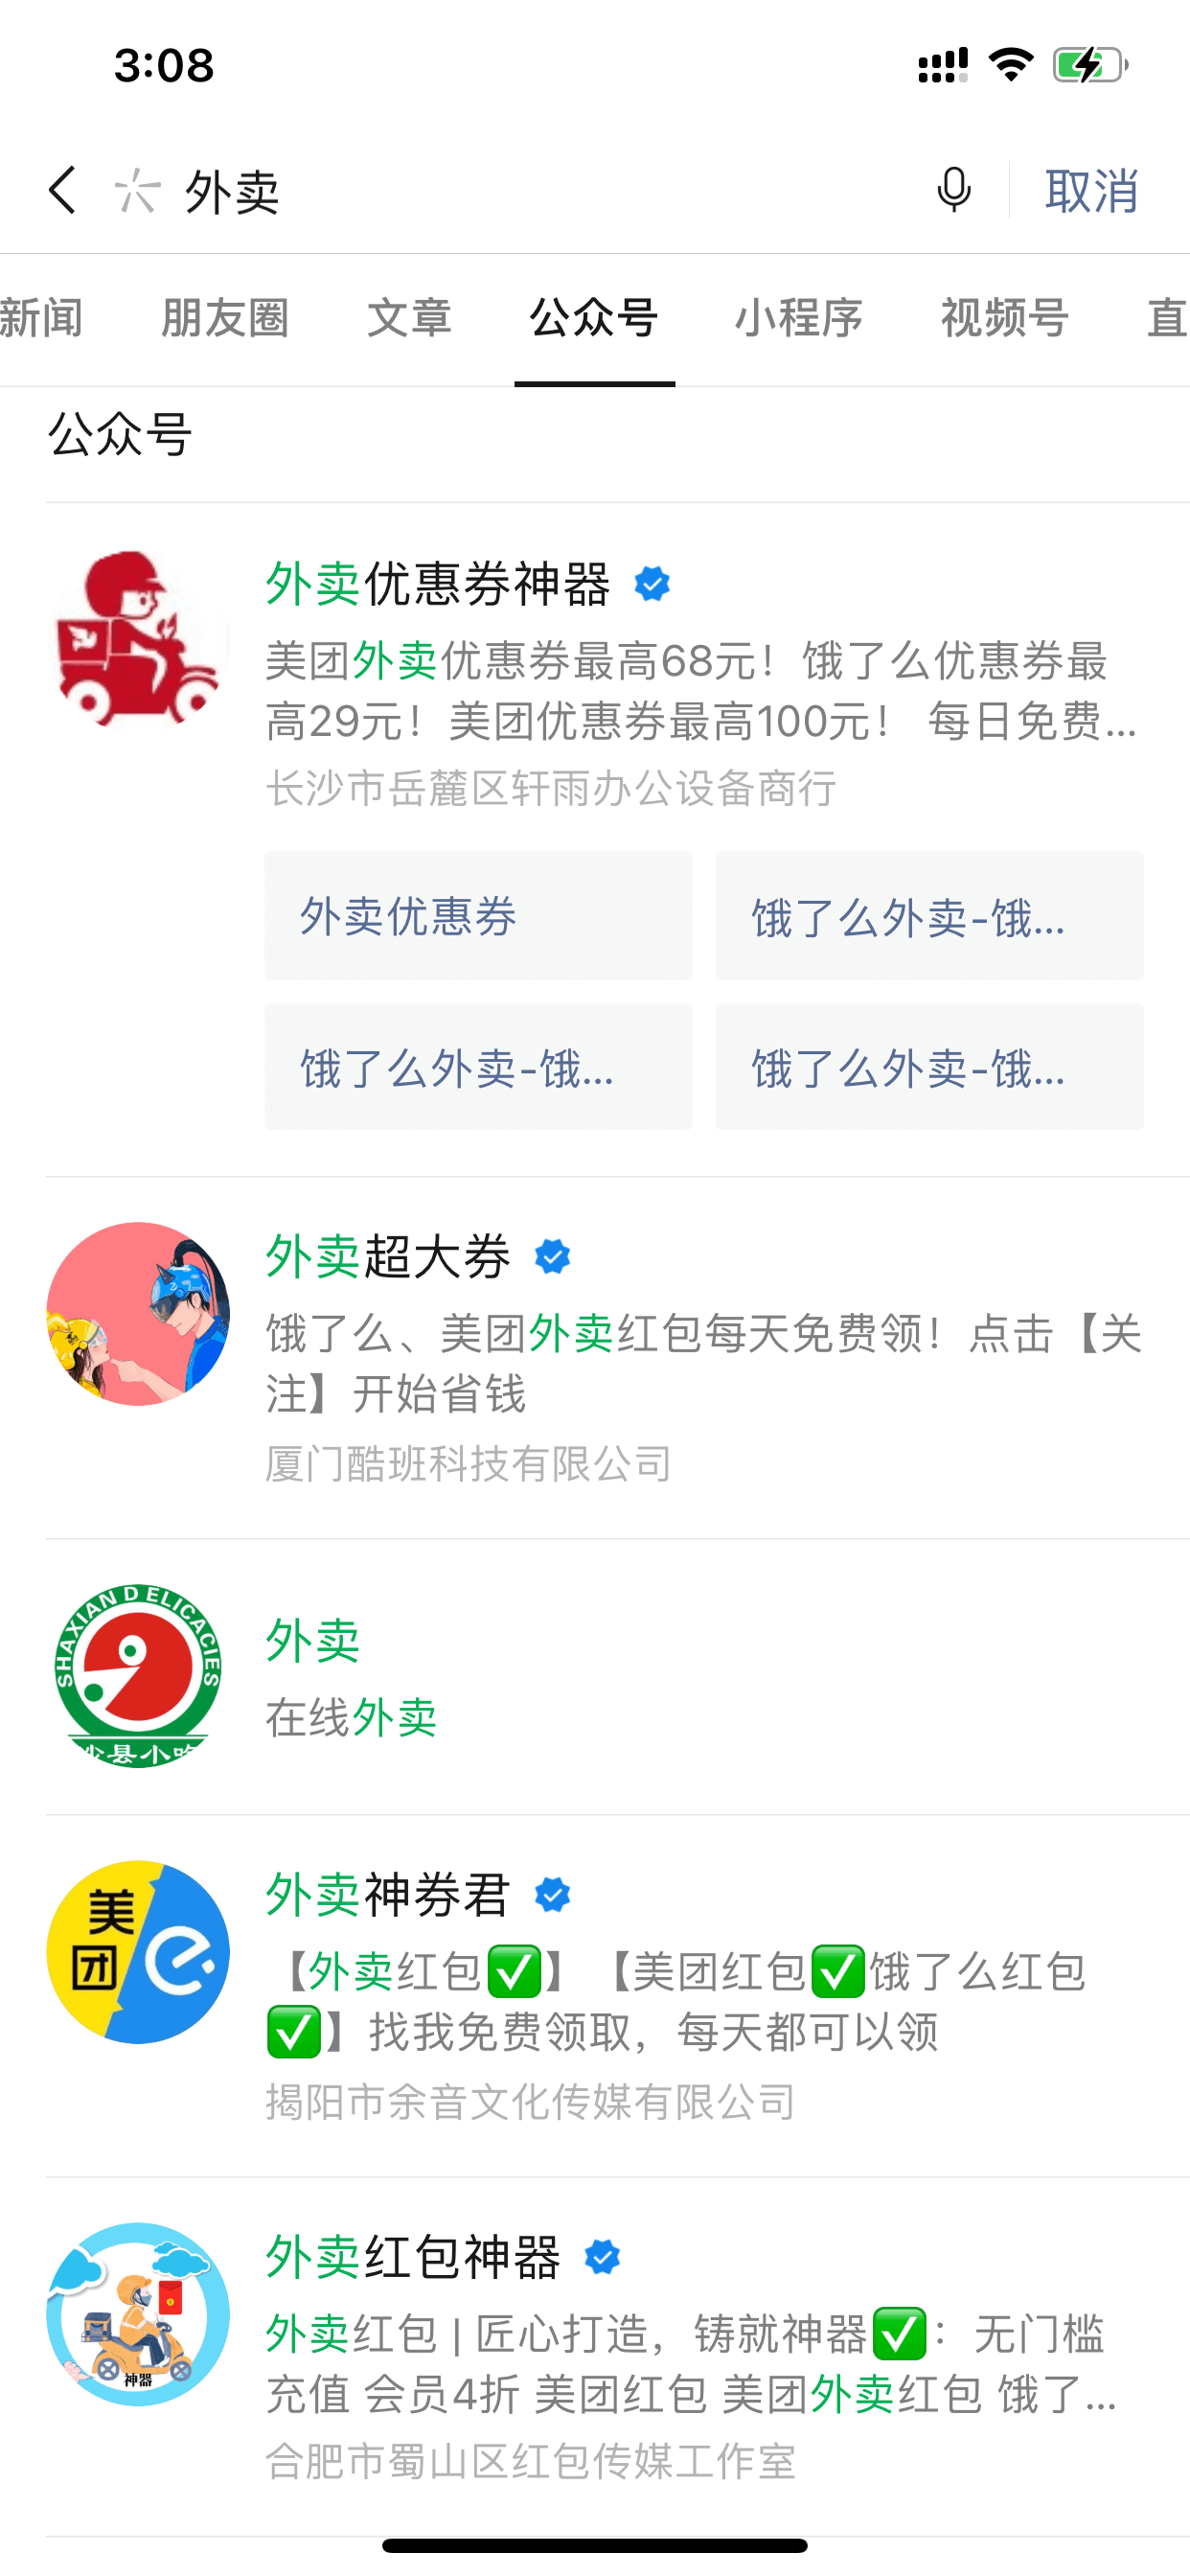 3:08
外卖
取消
新闻 朋友圈 文章 公众号 小程序 视频号 直
公众号
外卖优惠券神器
美团外卖优惠券最高68元！饿了么优惠券最
高29元！美团优惠券最高100元！ 每日免费...
长沙市岳麓区轩雨办公设备商行
外卖优惠券
饿了么外卖-饿...
饿了么外卖-饿...
饿了么外卖-饿...
外卖超大券
饿了么、美团外卖红包每天免费领！点击【关
注】开始省钱
厦门酷班科技有限公司
SHAXIAN DELICACIES
沙县小吃
外卖
在线外卖
美
团
外卖神券君
【外卖红包✅】【美团红包✅饿了么红包
✅】找我免费领取，每天都可以领
揭阳市余音文化传媒有限公司
神器
外卖红包神器
外卖红包 | 匠心打造，铸就神器✅：无门槛
充值 会员4折 美团红包 美团外卖红包 饿了...
合肥市蜀山区红包传媒工作室